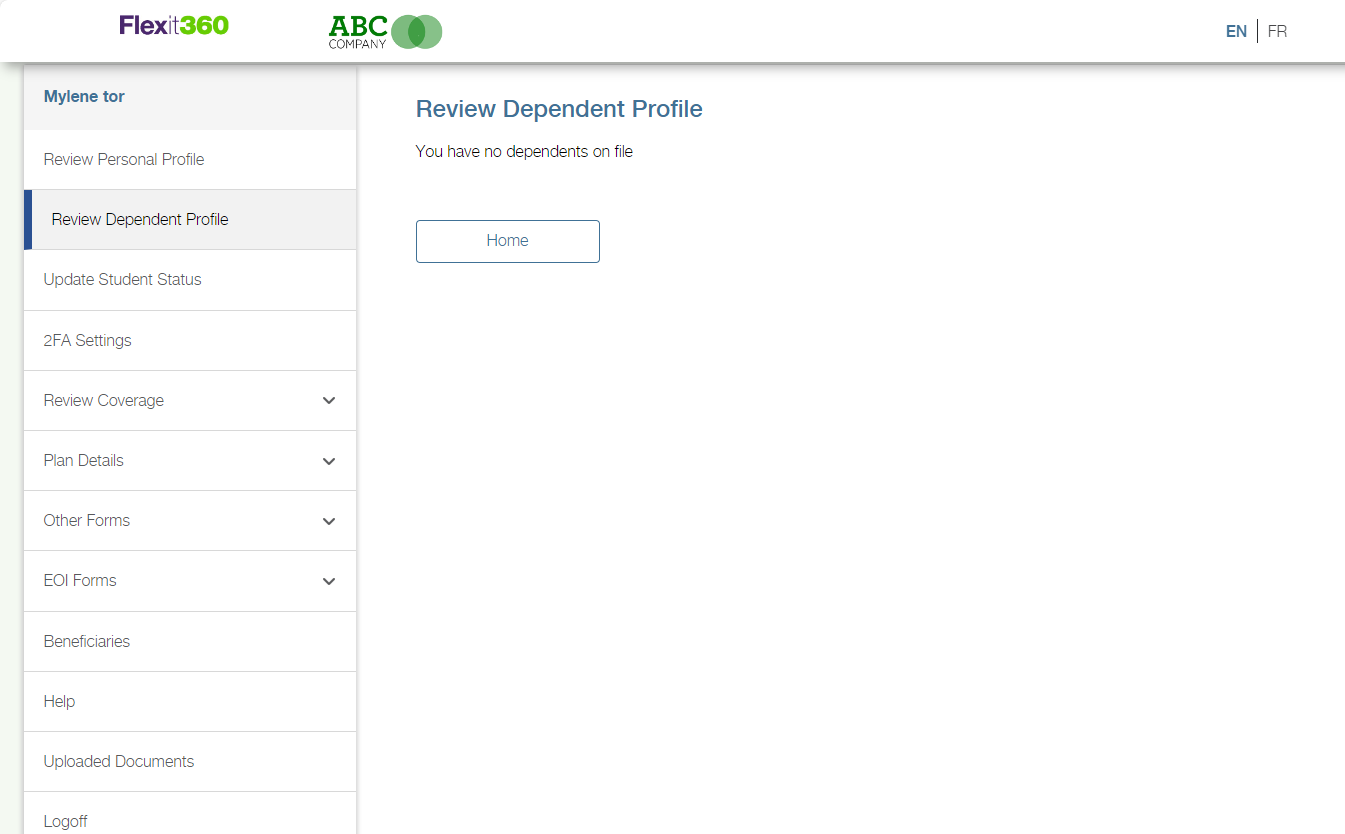 Flexit360
ABC
COMPANY
EN FR
Mylene tor
Review Personal Profile
Review Dependent Profile
Update Student Status
2FA Settings
Review Coverage
Plan Details
Other Forms
EOI Forms
Beneficiaries
Help
Uploaded Documents
Logoff
Review Dependent Profile
You have no dependents on file
Home